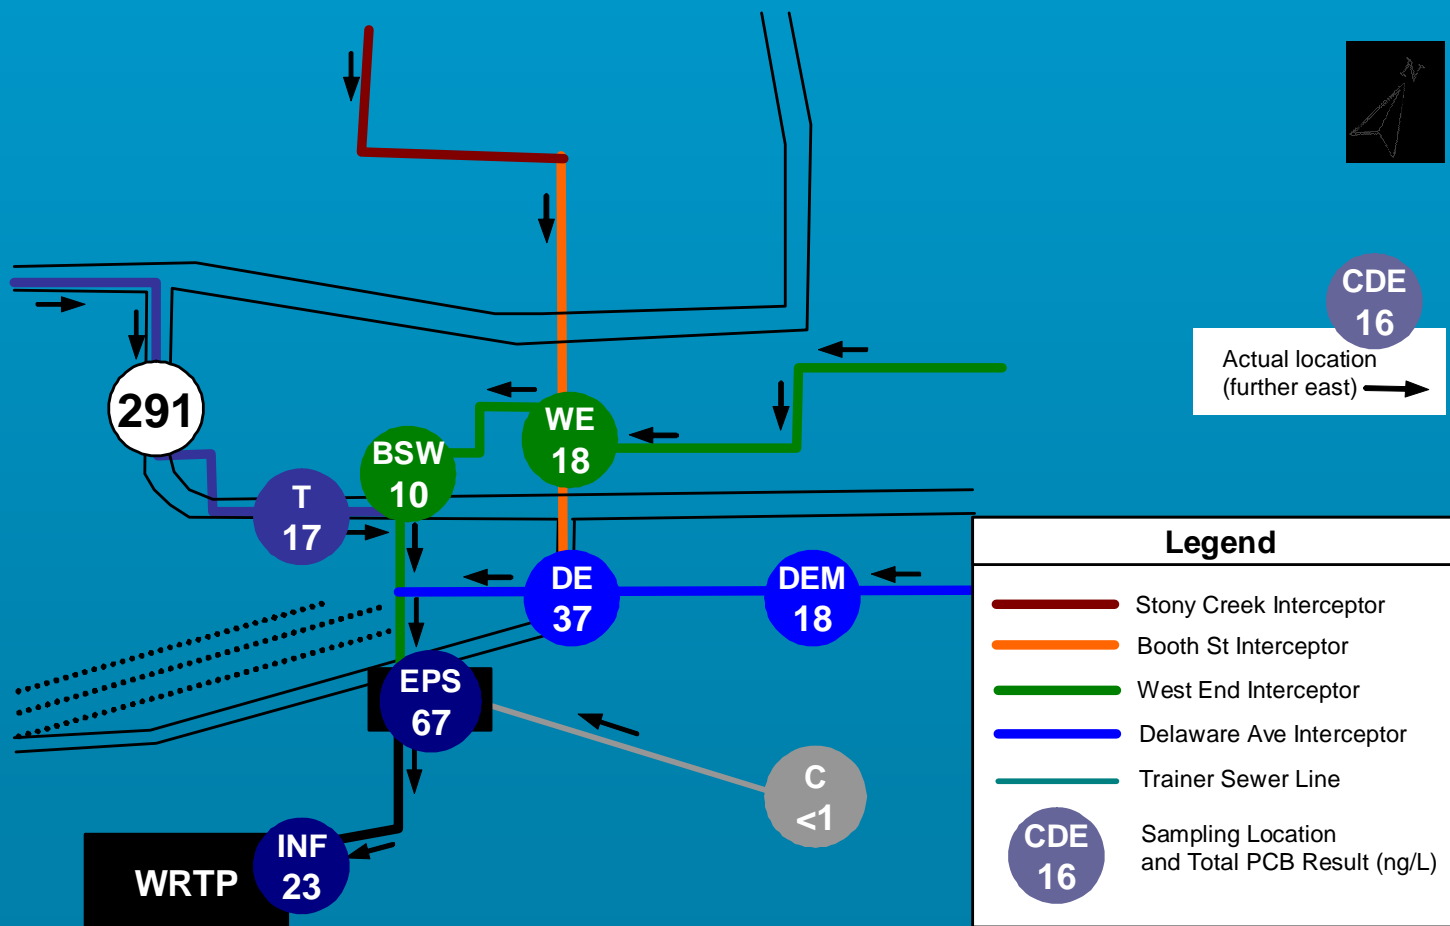 N
CDE
16
Actual location
(further east)
291
WE
18
BSW
10
T
17
DE
37
DEM
18
EPS
67
C
<1
INF
23
WRTP
Legend
Stony Creek Interceptor
Booth St Interceptor
West End Interceptor
Delaware Ave Interceptor
Trainer Sewer Line
CDE
16
Sampling Location
and Total PCB Result (ng/L)